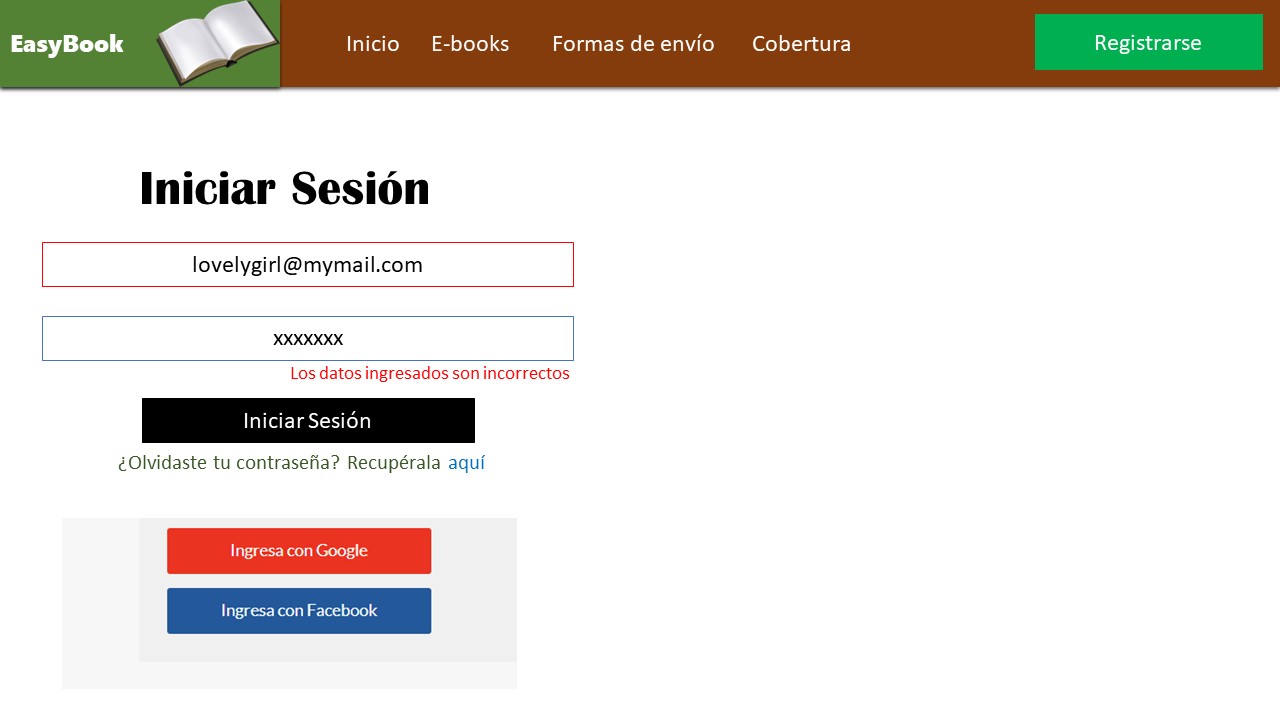 EasyBook
Inicio E-books Formas de envío Cobertura
Registrarse
Iniciar Sesión
lovelygirl@mymail.com
xxxxxxx
Los datos ingresados son incorrectos
Iniciar Sesión
¿Olvidaste tu contraseña? Recupérala aquí
Ingresa con Google
Ingresa con Facebook